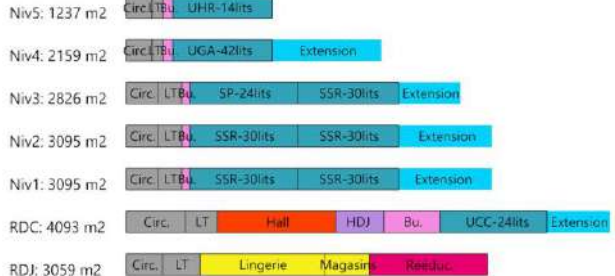 Niv5: 1237 m2 Circ. LT Bu. UHR-14lits
Niv4: 2159 m2 Circ. LT Bu. UGA-42lits Extension
Niv3: 2826 m2 Circ. LT Bu. SP-24lits SSR-30lits Extension
Niv2: 3095 m2 Circ. LT Bu. SSR-30lits SSR-30lits Extension
Niv1: 3095 m2 Circ. LT Bu. SSR-30lits SSR-30lits Extension
RDC: 4093 m2 Circ. LT Hall HDJ Bu. UCC-24lits Extension
RDJ: 3059 m2 Circ. LT Lingerie Magasins Rééduc.